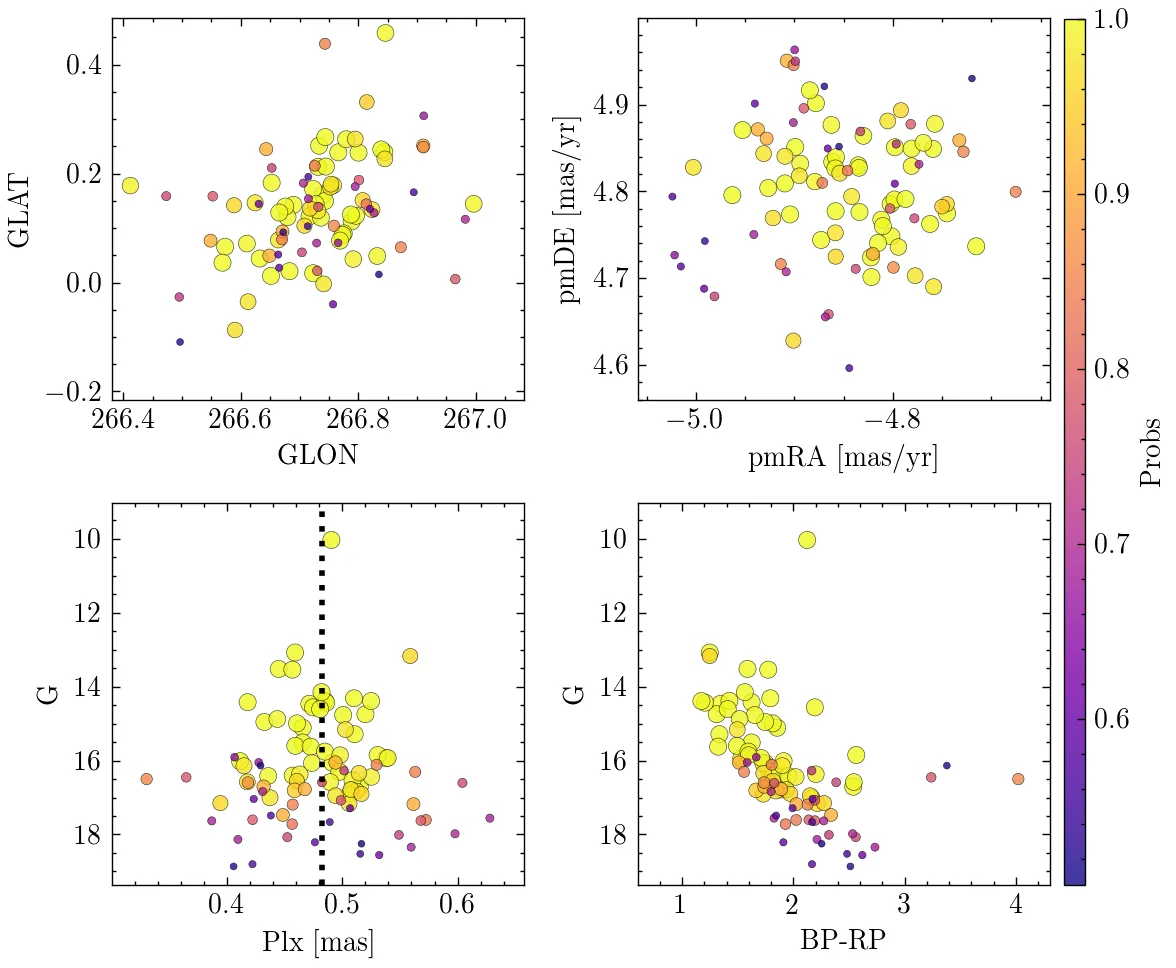 0.4
0.2
0.0
−0.2
GLAT
266.4 266.6 266.8 267.0
GLON
4.9
4.8
4.7
4.6
pmDE [mas/yr]
−5.0 −4.8
pmRA [mas/yr]
10
12
14
16
18
G
0.4 0.5 0.6
Plx [mas]
10
12
14
16
18
G
1 2 3 4
BP-RP
1.0
0.9
0.8
0.7
0.6
Probs